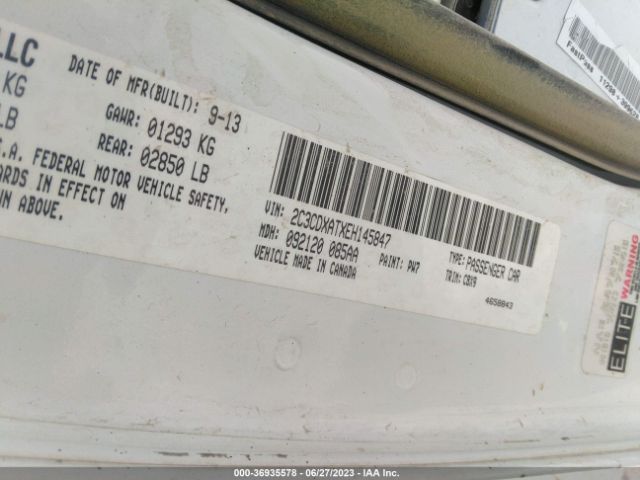 LLC
KG
LB
DATE OF MFR(BUILT): 9-13
GAWR: 01293 KG
REAR: 02850 LB
S.A. FEDERAL MOTOR VEHICLE SAFETY,
ARDS IN EFFECT ON
N ABOVE.
VIN: 2C3CDXATXEH145847
MDH: 092120 085AA
VEHICLE MADE IN CANADA
PAINT: PW7
TYPE: PASSENGER CAR
TRIM: CBX9
4658843
FastPass
ELITE
WARNING
000-36935578 - 06/27/2023 - IAA Inc.